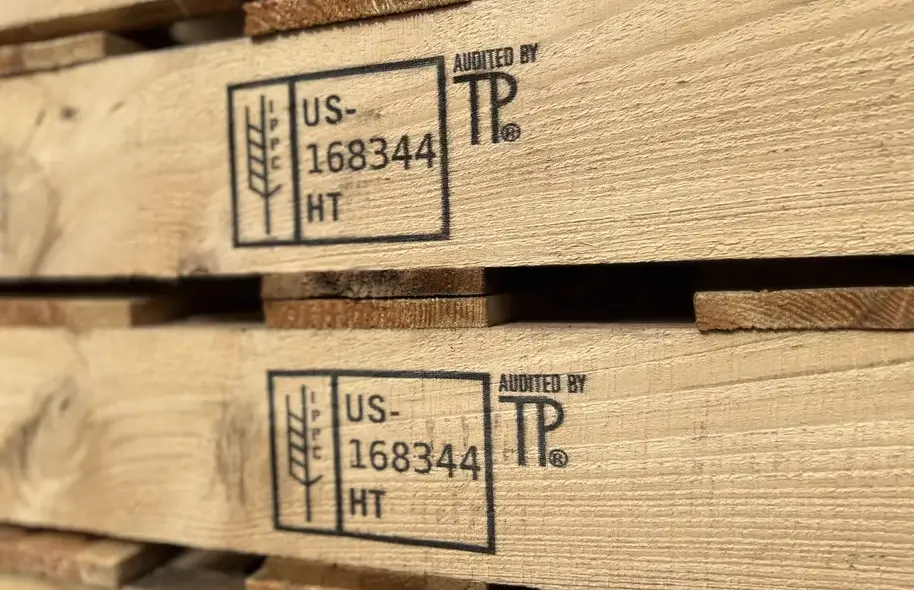 IPPC
US-
168344
HT
AUDITED BY
TP®
IPPC
US-
168344
HT
AUDITED BY
TP®